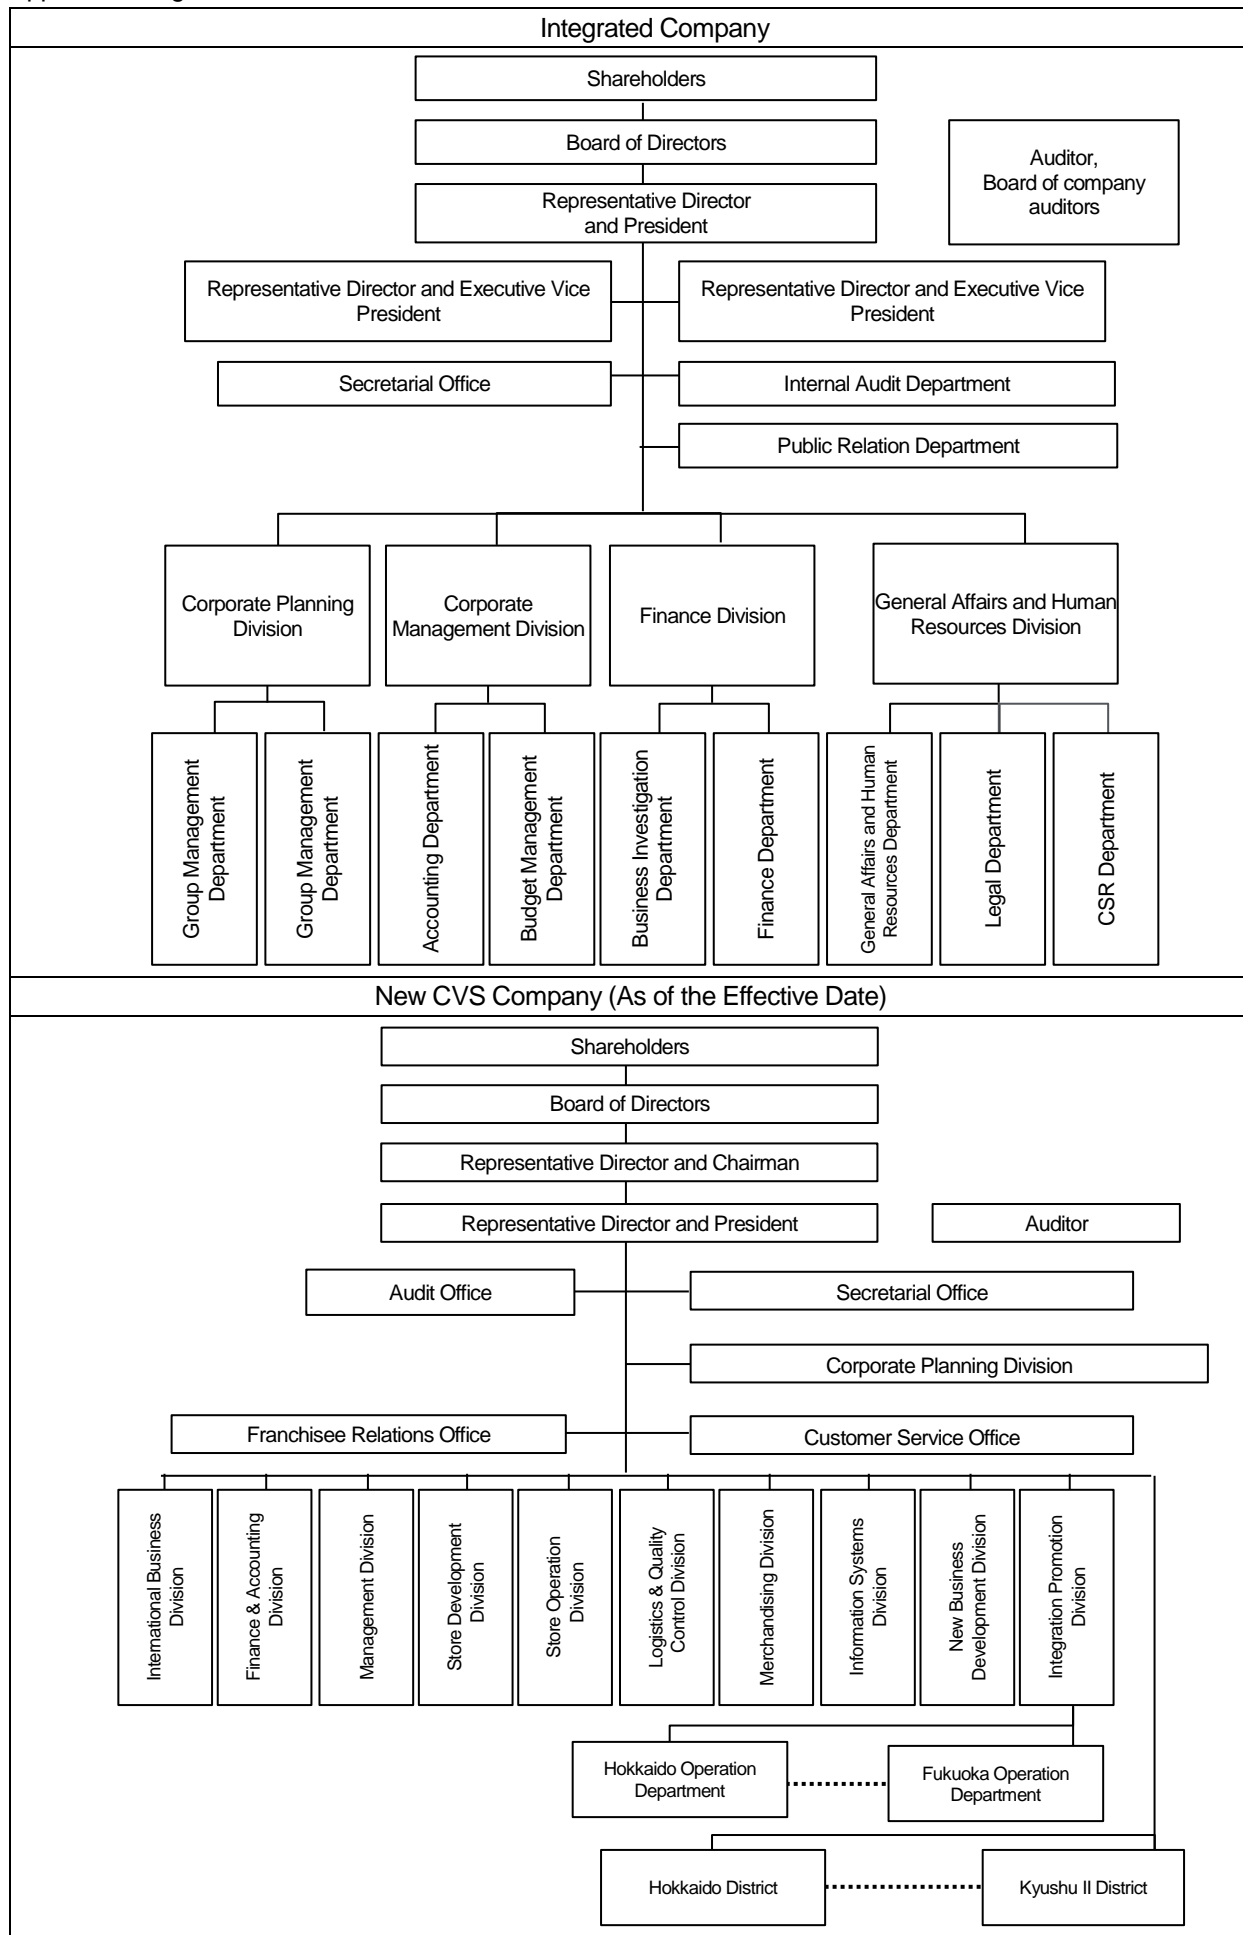 Integrated Company
Shareholders
Board of Directors
Auditor,
Board of company
auditors
Representative Director
and President
Representative Director and Executive Vice
President
Representative Director and Executive Vice
President
Secretarial Office
Internal Audit Department
Public Relation Department
Corporate Planning
Division
Corporate
Management Division
Finance Division
General Affairs and Human
Resources Division
Group Management
Department
Group Management
Department
Accounting Department
Budget Management
Department
Business Investigation
Department
Finance Department
General Affairs and Human
Resources Department
Legal Department
CSR Department
New CVS Company (As of the Effective Date)
Shareholders
Board of Directors
Representative Director and Chairman
Representative Director and President
Auditor
Audit Office
Secretarial Office
Corporate Planning Division
Franchisee Relations Office
Customer Service Office
International Business
Division
Finance & Accounting
Division
Management Division
Store Development
Division
Store Operation
Division
Logistics & Quality
Control Division
Merchandising Division
Information Systems
Division
New Business
Development Division
Integration Promotion
Division
Hokkaido Operation
Department
Fukuoka Operation
Department
Hokkaido District
Kyushu II District